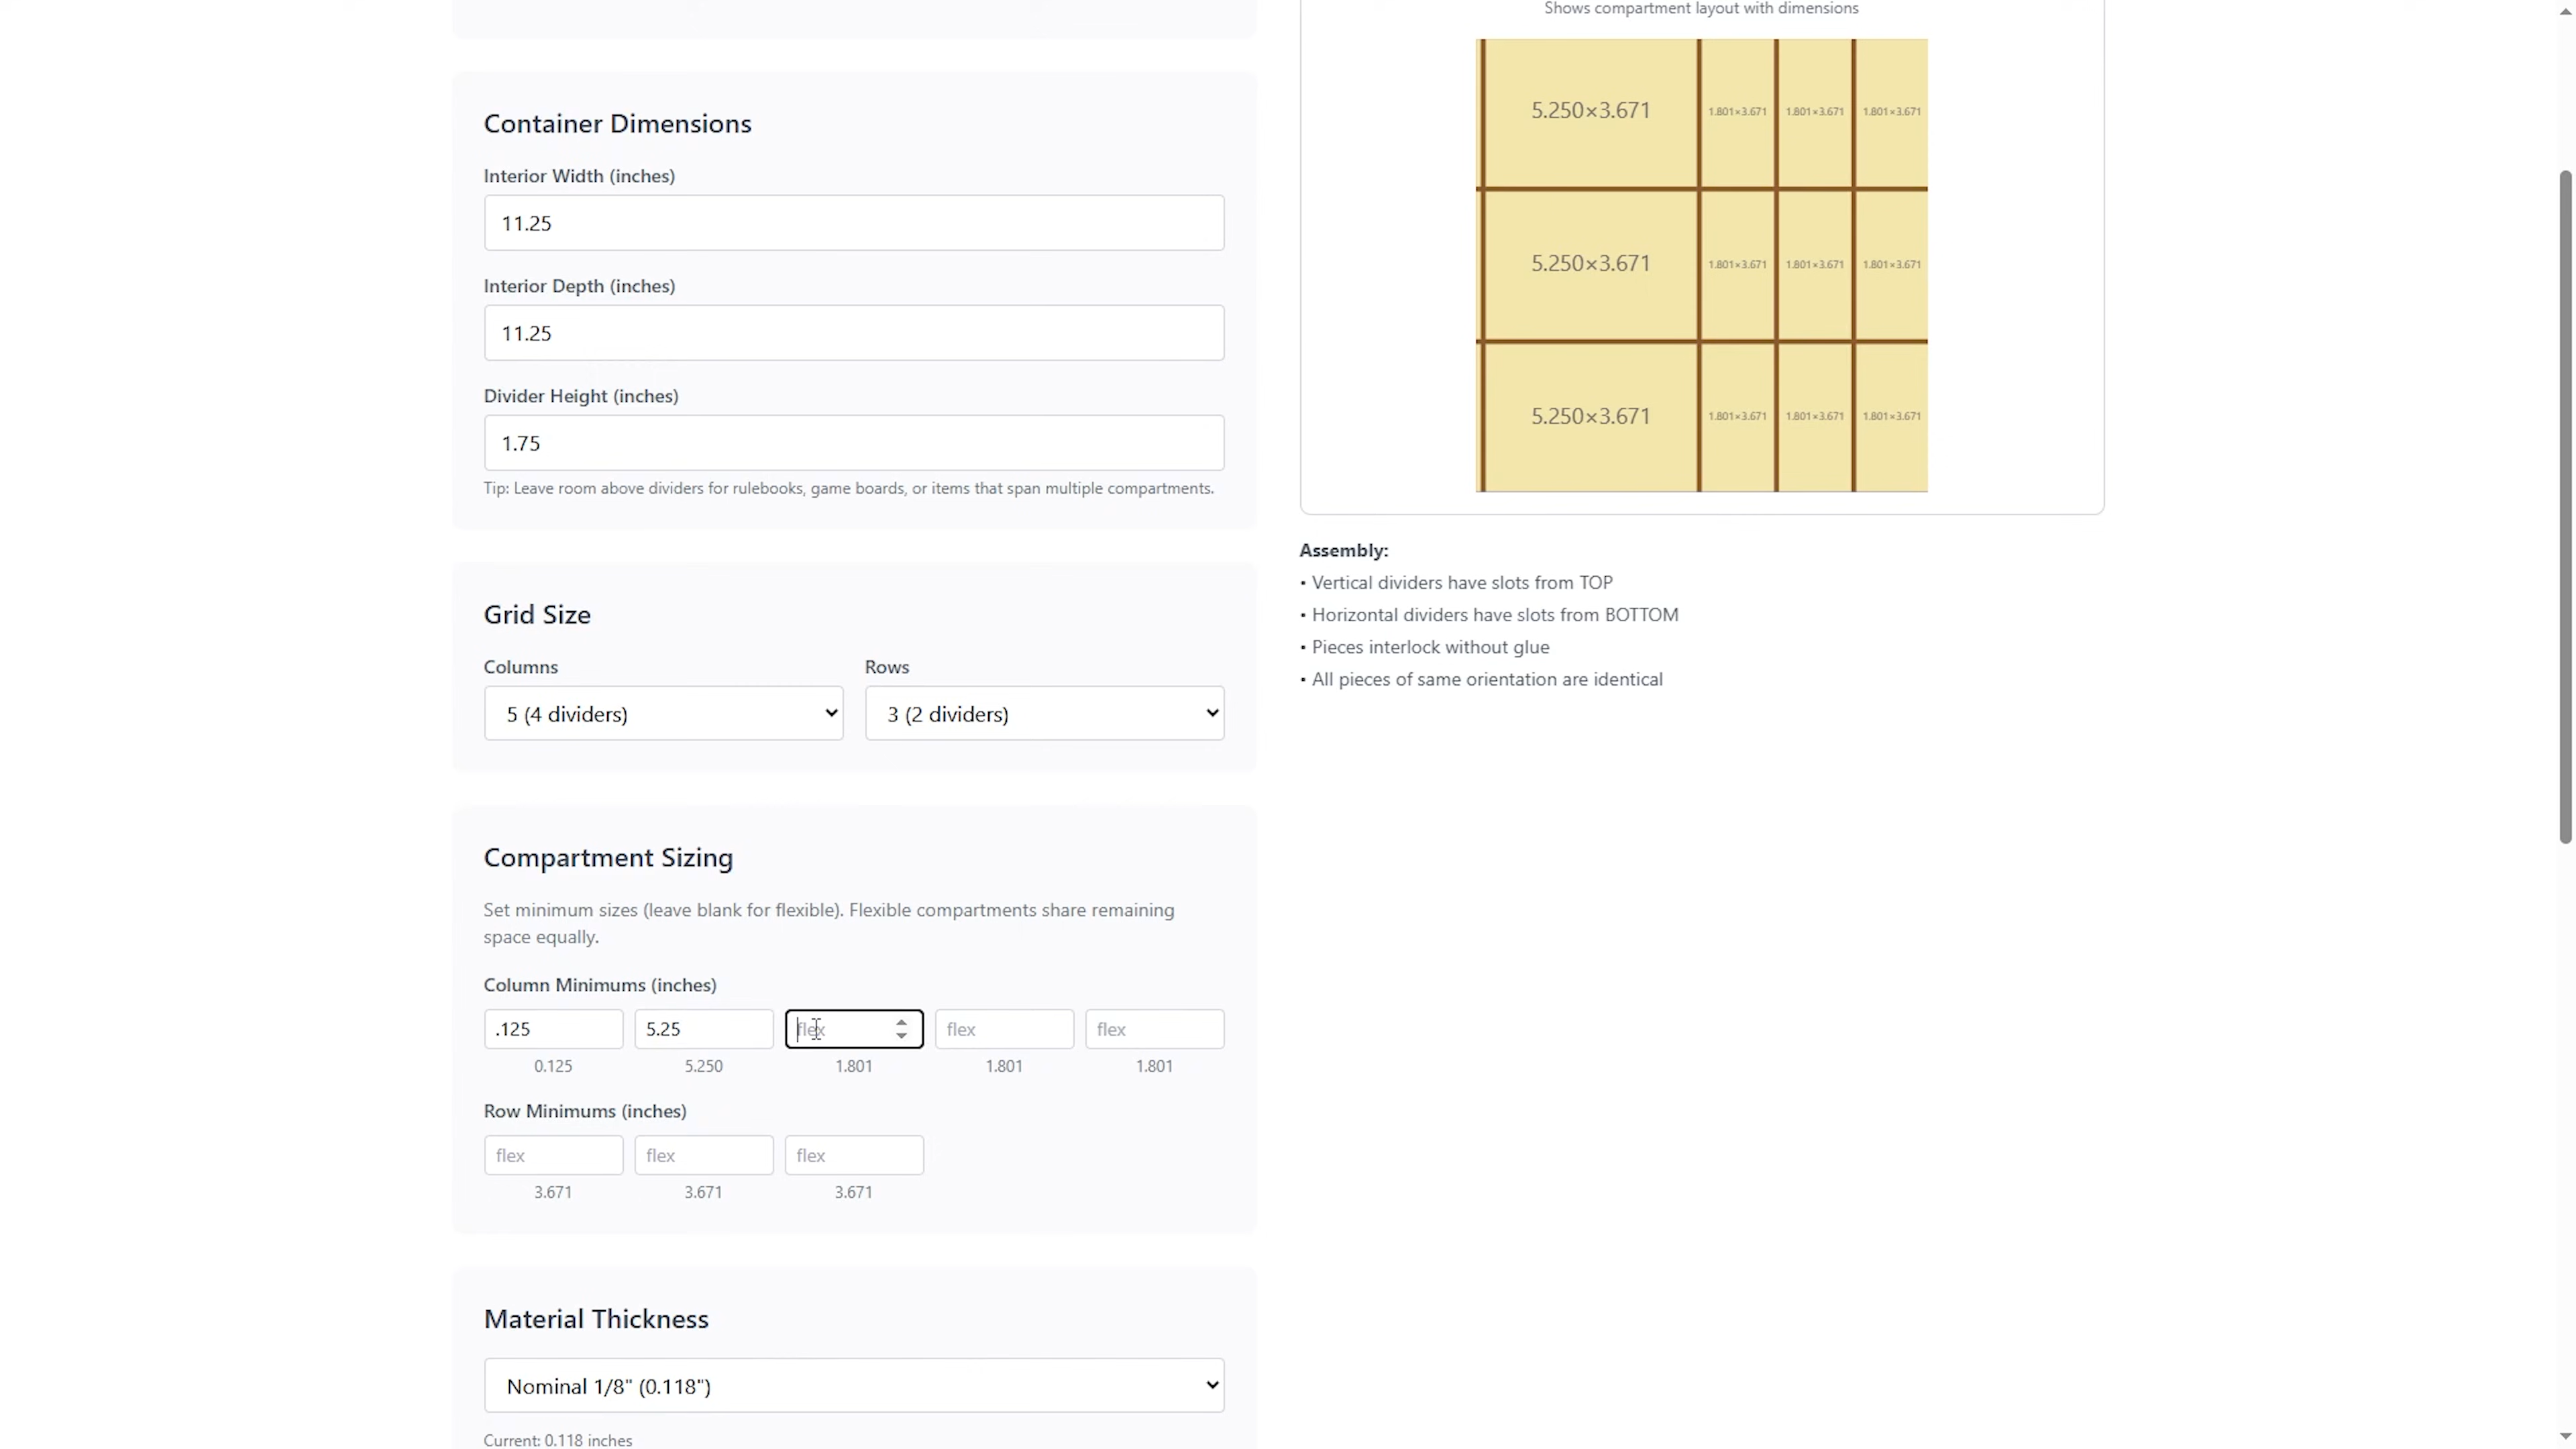 Container Dimensions
Interior Width (inches)
11.25
Interior Depth (inches)
11.25
Divider Height (inches)
1.75
Tip: Leave room above dividers for rulebooks, game boards, or items that span multiple compartments.
Grid Size
Columns Rows
5 (4 dividers) 3 (2 dividers)
Compartment Sizing
Set minimum sizes (leave blank for flexible). Flexible compartments share remaining
space equally.
Column Minimums (inches)
.125 5.25 flex flex flex
0.125 5.250 1.801 1.801 1.801
Row Minimums (inches)
flex flex flex
3.671 3.671 3.671
Material Thickness
Nominal 1/8" (0.118")
Current: 0.118 inches
Shows compartment layout with dimensions
5.250×3.671 1.801×3.671 1.801×3.671 1.801×3.671
5.250×3.671 1.801×3.671 1.801×3.671 1.801×3.671
5.250×3.671 1.801×3.671 1.801×3.671 1.801×3.671
Assembly:
• Vertical dividers have slots from TOP
• Horizontal dividers have slots from BOTTOM
• Pieces interlock without glue
• All pieces of same orientation are identical